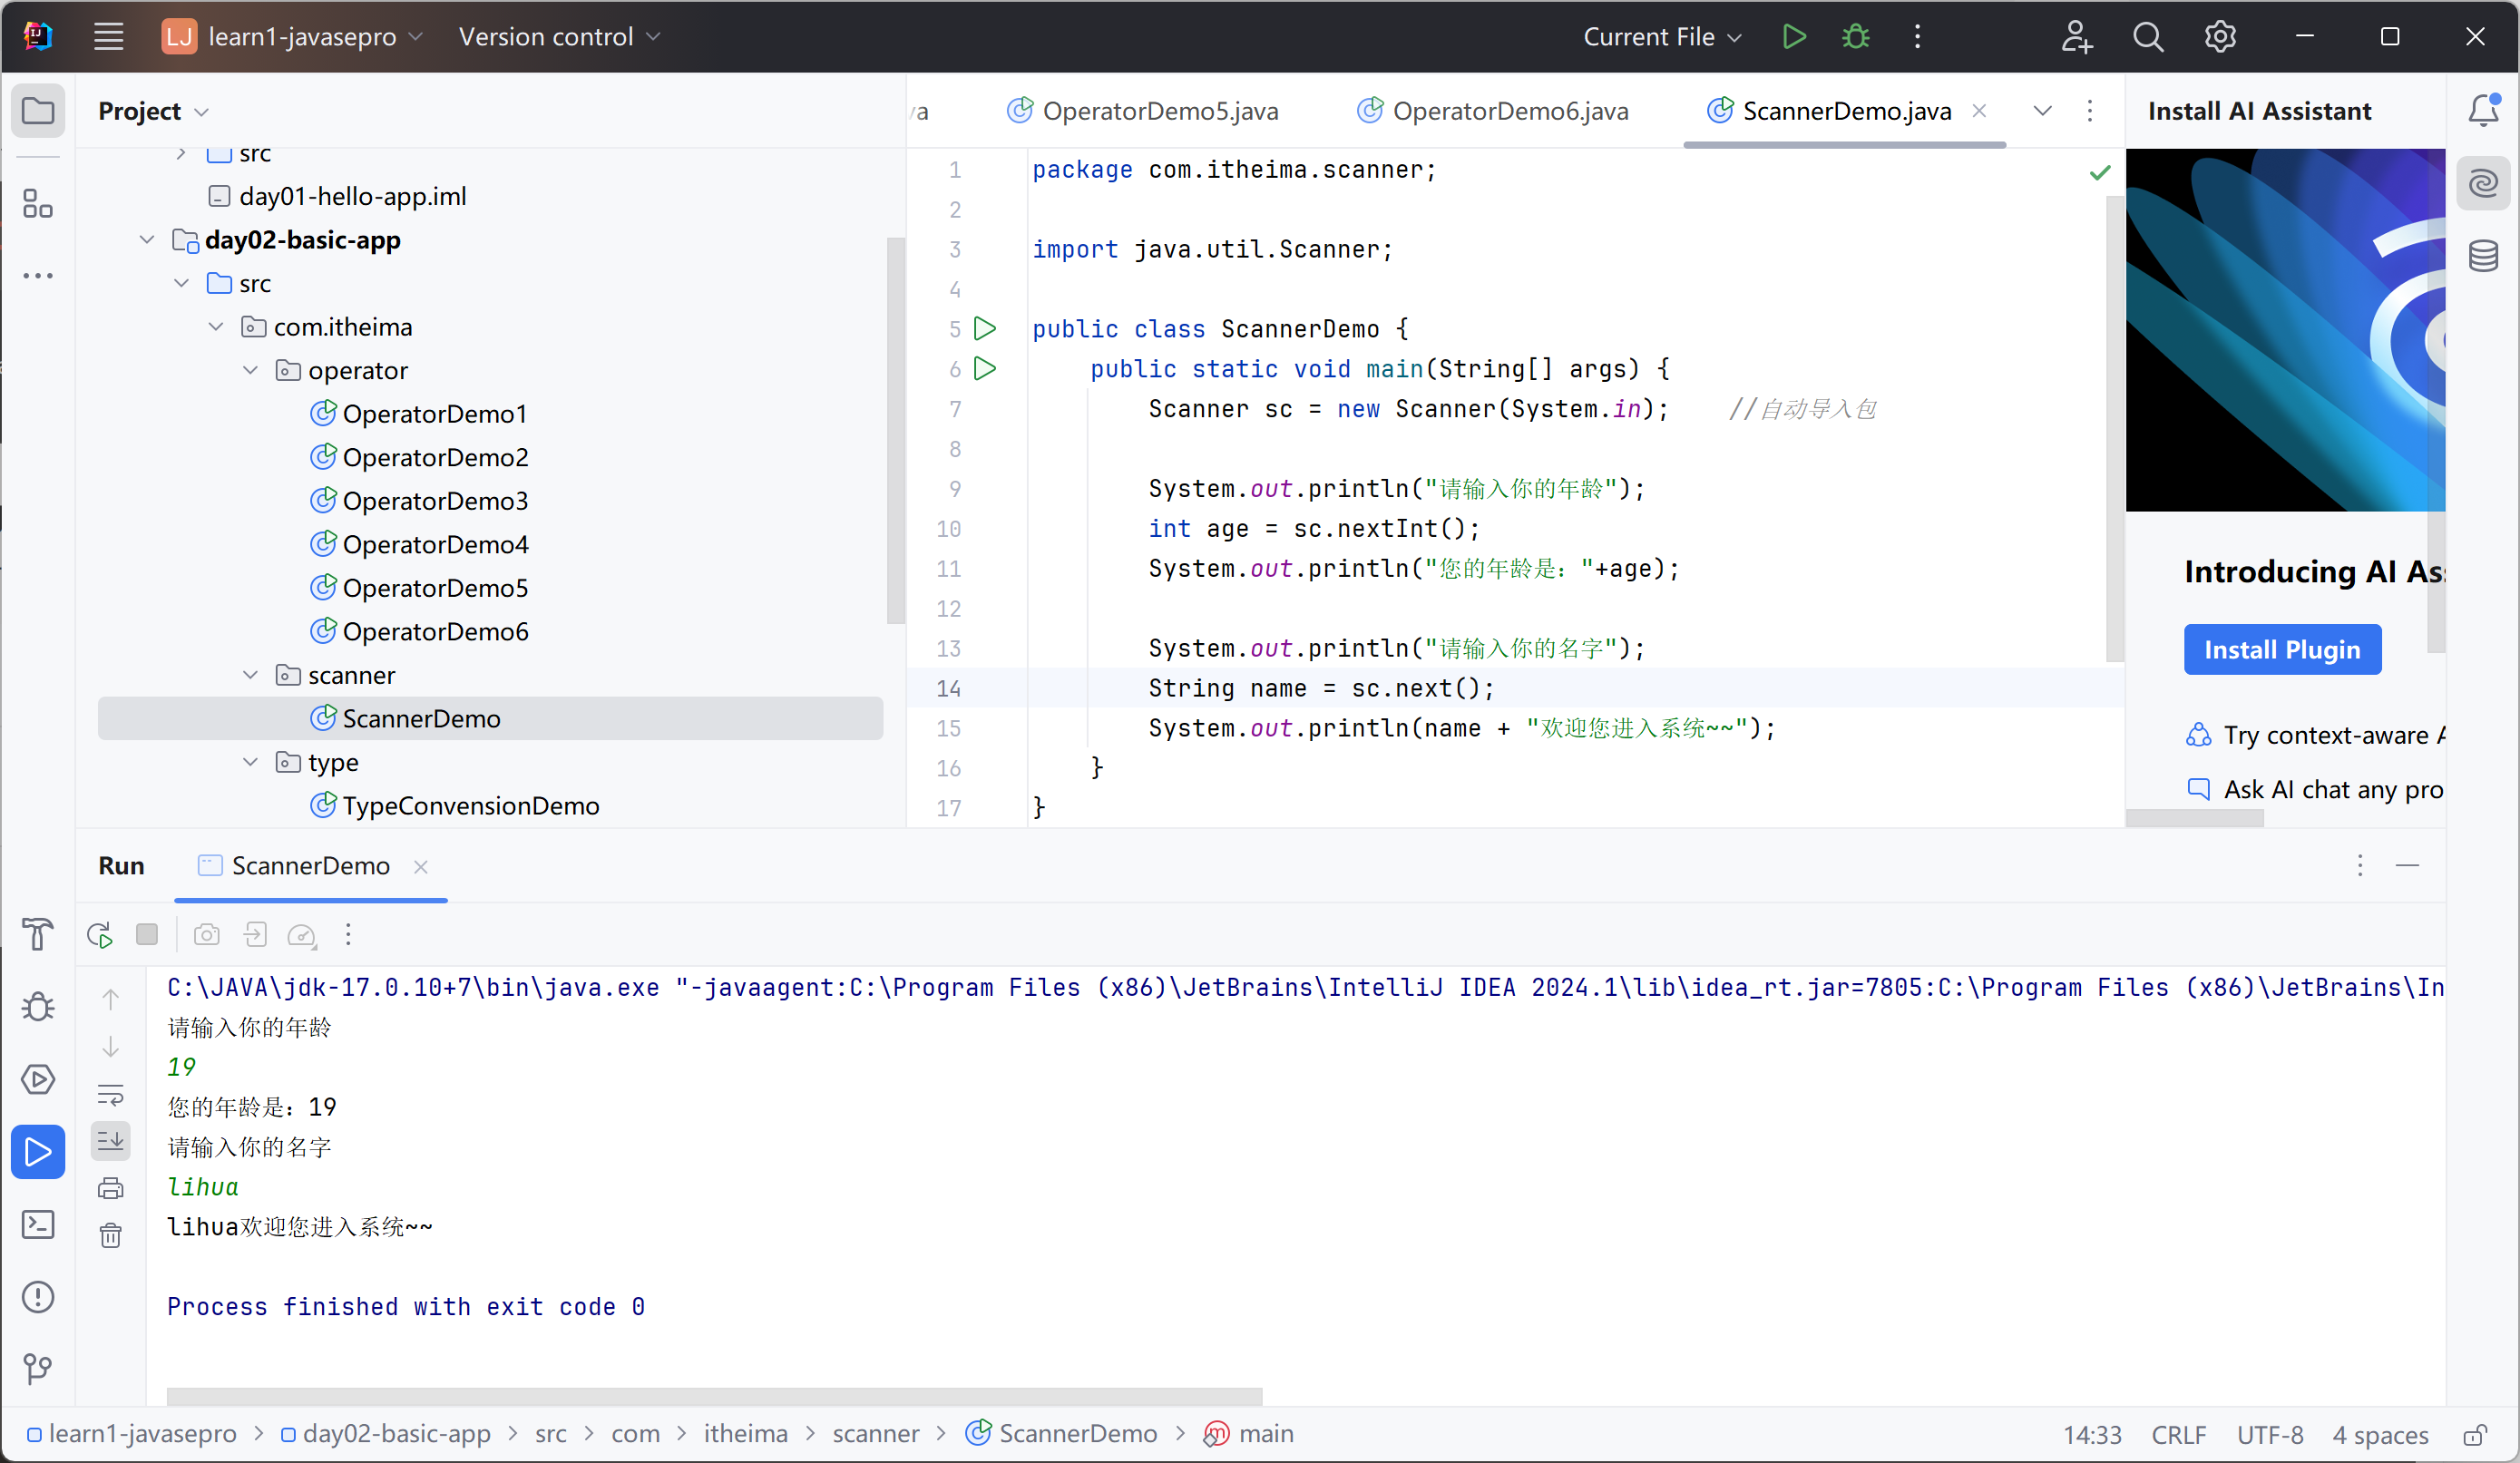 LJ learn1-javasepro Version control Current File
Project
src
day01-hello-app.iml
day02-basic-app
src
com.itheima
operator
OperatorDemo1
OperatorDemo2
OperatorDemo3
OperatorDemo4
OperatorDemo5
OperatorDemo6
scanner
ScannerDemo
type
TypeConvensionDemo
va OperatorDemo5.java OperatorDemo6.java ScannerDemo.java
1 package com.itheima.scanner;
2
3 import java.util.Scanner;
4
5 public class ScannerDemo {
6 public static void main(String[] args) {
7 Scanner sc = new Scanner(System.in); //自动导入包
8
9 System.out.println("请输入你的年龄");
10 int age = sc.nextInt();
11 System.out.println("您的年龄是："+age);
12
13 System.out.println("请输入你的名字");
14 String name = sc.next();
15 System.out.println(name + "欢迎您进入系统~~");
16 }
17 }
Install AI Assistant
Introducing AI Ass
Install Plugin
Try context-aware A
Ask AI chat any pro
Run ScannerDemo
C:\JAVA\jdk-17.0.10+7\bin\java.exe "-javaagent:C:\Program Files (x86)\JetBrains\IntelliJ IDEA 2024.1\lib\idea_rt.jar=7805:C:\Program Files (x86)\JetBrains\In
请输入你的年龄
19
您的年龄是：19
请输入你的名字
lihua
lihua欢迎您进入系统~~
Process finished with exit code 0
learn1-javasepro > day02-basic-app > src > com > itheima > scanner > ScannerDemo > main 14:33 CRLF UTF-8 4 spaces